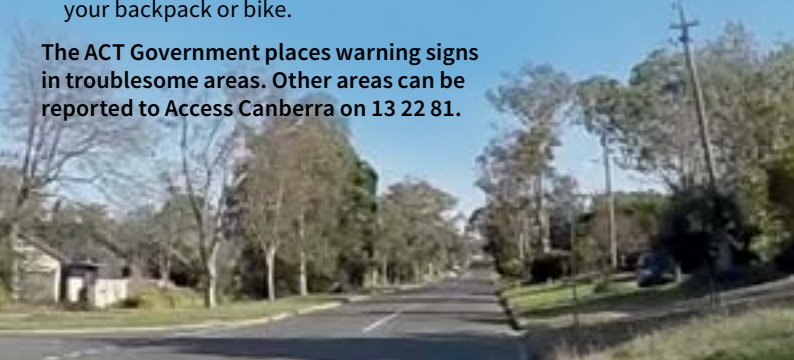 your backpack or bike.
The ACT Government places warning signs
in troublesome areas. Other areas can be
reported to Access Canberra on 13 22 81.